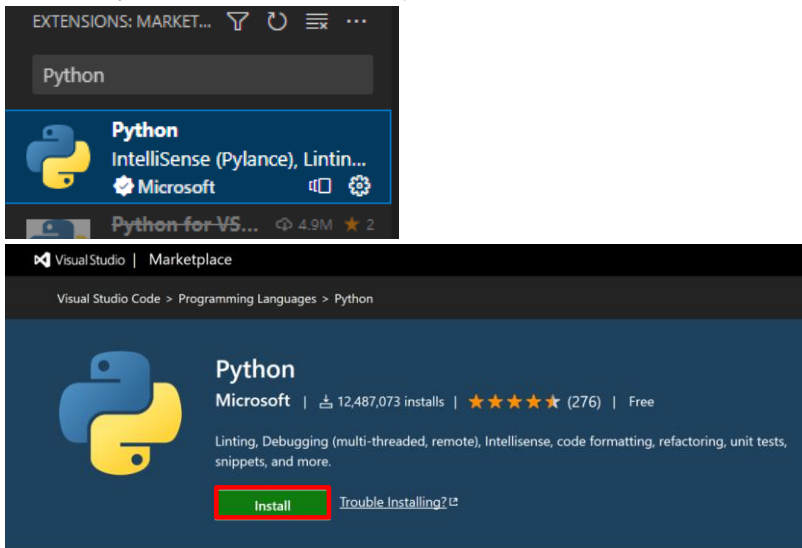 EXTENSIONS: MARKET...
Python
Python
IntelliSense (Pylance), Lintin...
Microsoft
Python for VS... 4.9M 2
Visual Studio | Marketplace
Visual Studio Code > Programming Languages > Python
Python
Microsoft | 12,487,073 installs | (276) | Free
Linting, Debugging (multi-threaded, remote), Intellisense, code formatting, refactoring, unit tests,
snippets, and more.
Install Trouble Installing?